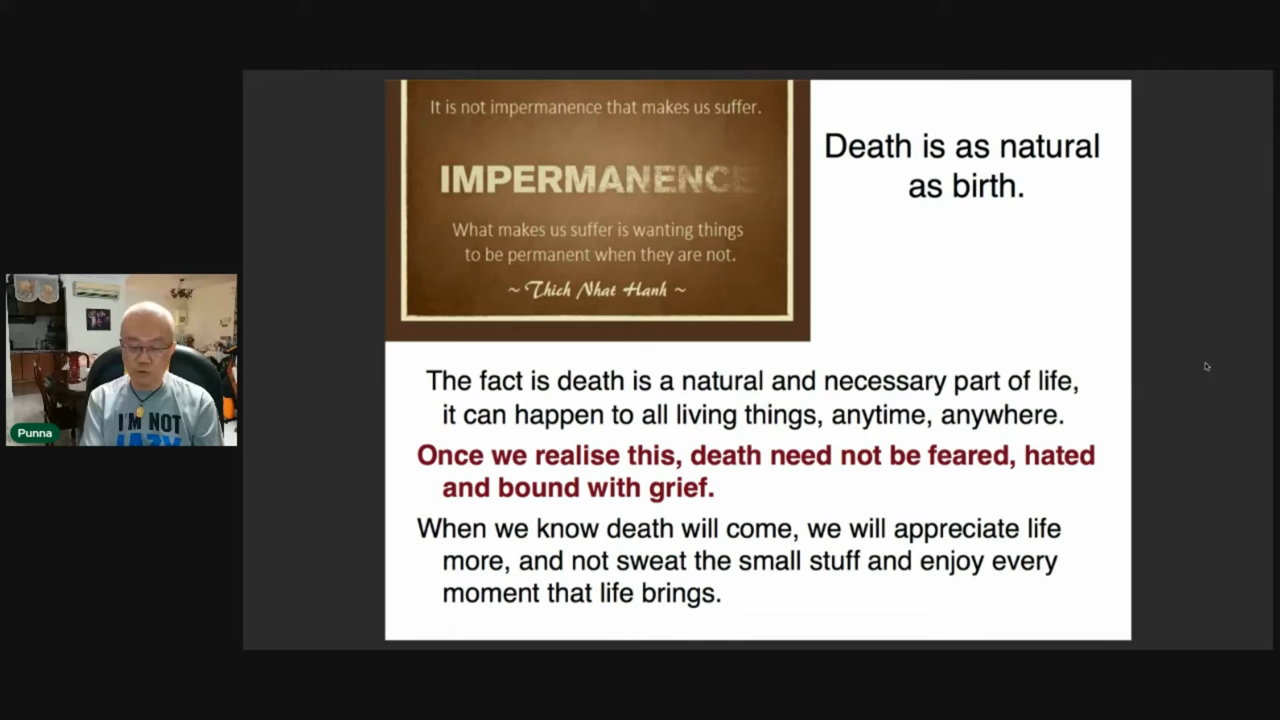 It is not impermanence that makes us suffer.
IMPERMANENCE
What makes us suffer is wanting things
to be permanent when they are not.
~ Thich Nhat Hanh ~
Death is as natural
as birth.
The fact is death is a natural and necessary part of life,
it can happen to all living things, anytime, anywhere.
Once we realise this, death need not be feared, hated
and bound with grief.
When we know death will come, we will appreciate life
more, and not sweat the small stuff and enjoy every
moment that life brings.
I'M NOT
LAZY
Punna